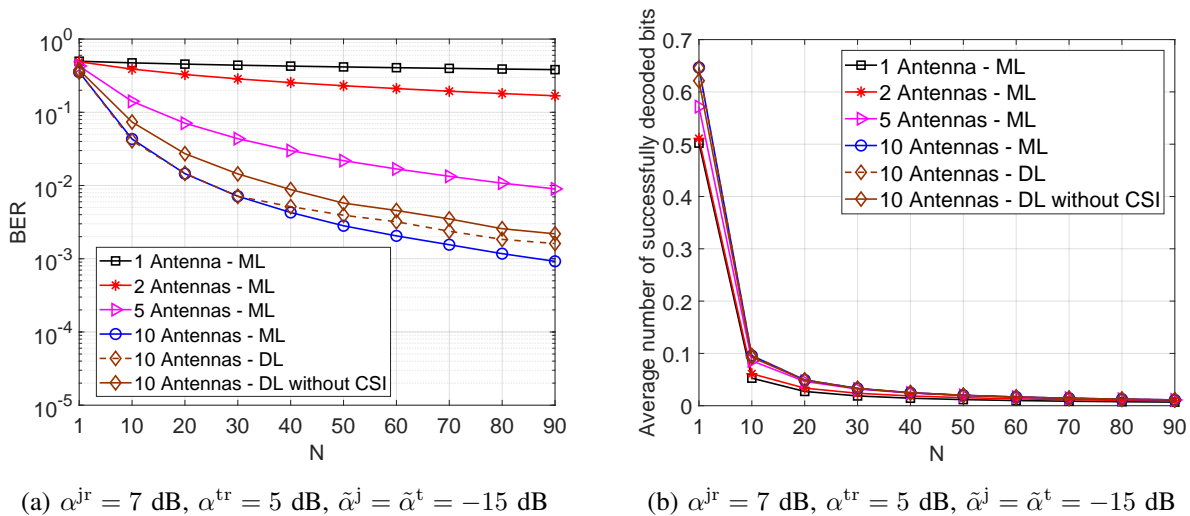 10^0
10^-1
10^-2
10^-3
10^-4
10^-5
BER
1 Antenna - ML
2 Antennas - ML
5 Antennas - ML
10 Antennas - ML
10 Antennas - DL
10 Antennas - DL without CSI
1 10 20 30 40 50 60 70 80 90
N
(a) α^jr = 7 dB, α^tr = 5 dB, α̃^j = α̃^t = −15 dB
0.7
0.6
0.5
0.4
0.3
0.2
0.1
0
Average number of successfully decoded bits
1 Antenna - ML
2 Antennas - ML
5 Antennas - ML
10 Antennas - ML
10 Antennas - DL
10 Antennas - DL without CSI
1 10 20 30 40 50 60 70 80 90
N
(b) α^jr = 7 dB, α^tr = 5 dB, α̃^j = α̃^t = −15 dB